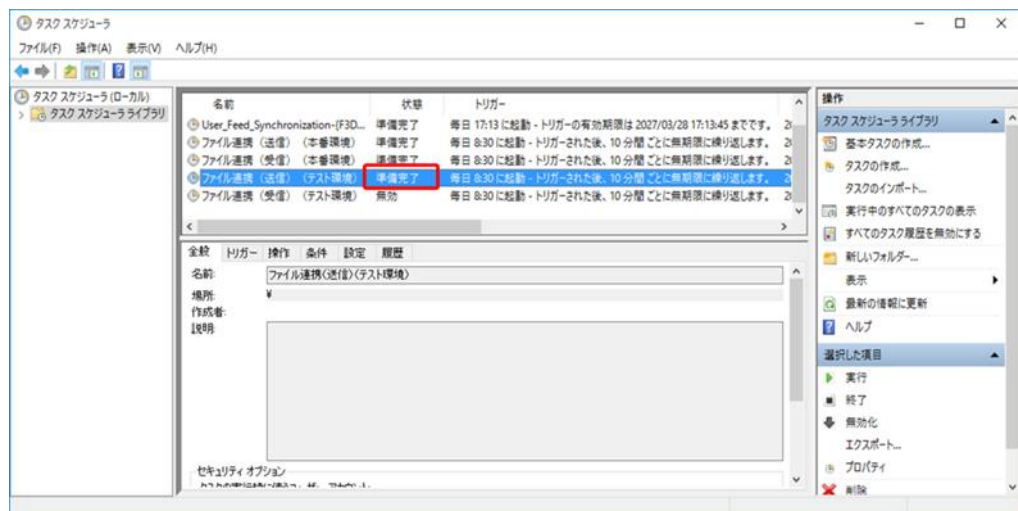 タスク スケジューラ
ファイル(F) 操作(A) 表示(V) ヘルプ(H)
タスク スケジューラ (ローカル)
タスク スケジューラ ライブラリ
名前 状態 トリガー
User_Feed_Synchronization-{F3D... 準備完了 毎日 17:13 に起動 - トリガーの有効期限は 2027/03/28 17:13:45 までです。
ファイル連携（送信）（本番環境） 準備完了 毎日 8:30 に起動 - トリガーされた後、10 分間 ごとに無期限に繰り返します。
ファイル連携（受信）（本番環境） 準備完了 毎日 8:30 に起動 - トリガーされた後、10 分間 ごとに無期限に繰り返します。
ファイル連携（送信）（テスト環境） 準備完了 毎日 8:30 に起動 - トリガーされた後、10 分間 ごとに無期限に繰り返します。
ファイル連携（受信）（テスト環境） 無効 毎日 8:30 に起動 - トリガーされた後、10 分間 ごとに無期限に繰り返します。
全般 トリガー 操作 条件 設定 履歴
名前: ファイル連携（送信）（テスト環境）
場所: ¥
作成者:
説明:
セキュリティ オプション
操作
タスク スケジューラ ライブラリ
基本タスクの作成...
タスクの作成...
タスクのインポート...
実行中のすべてのタスクの表示
すべてのタスク履歴を無効にする
新しいフォルダー...
表示
最新の情報に更新
ヘルプ
選択した項目
実行
終了
無効化
エクスポート...
プロパティ
削除